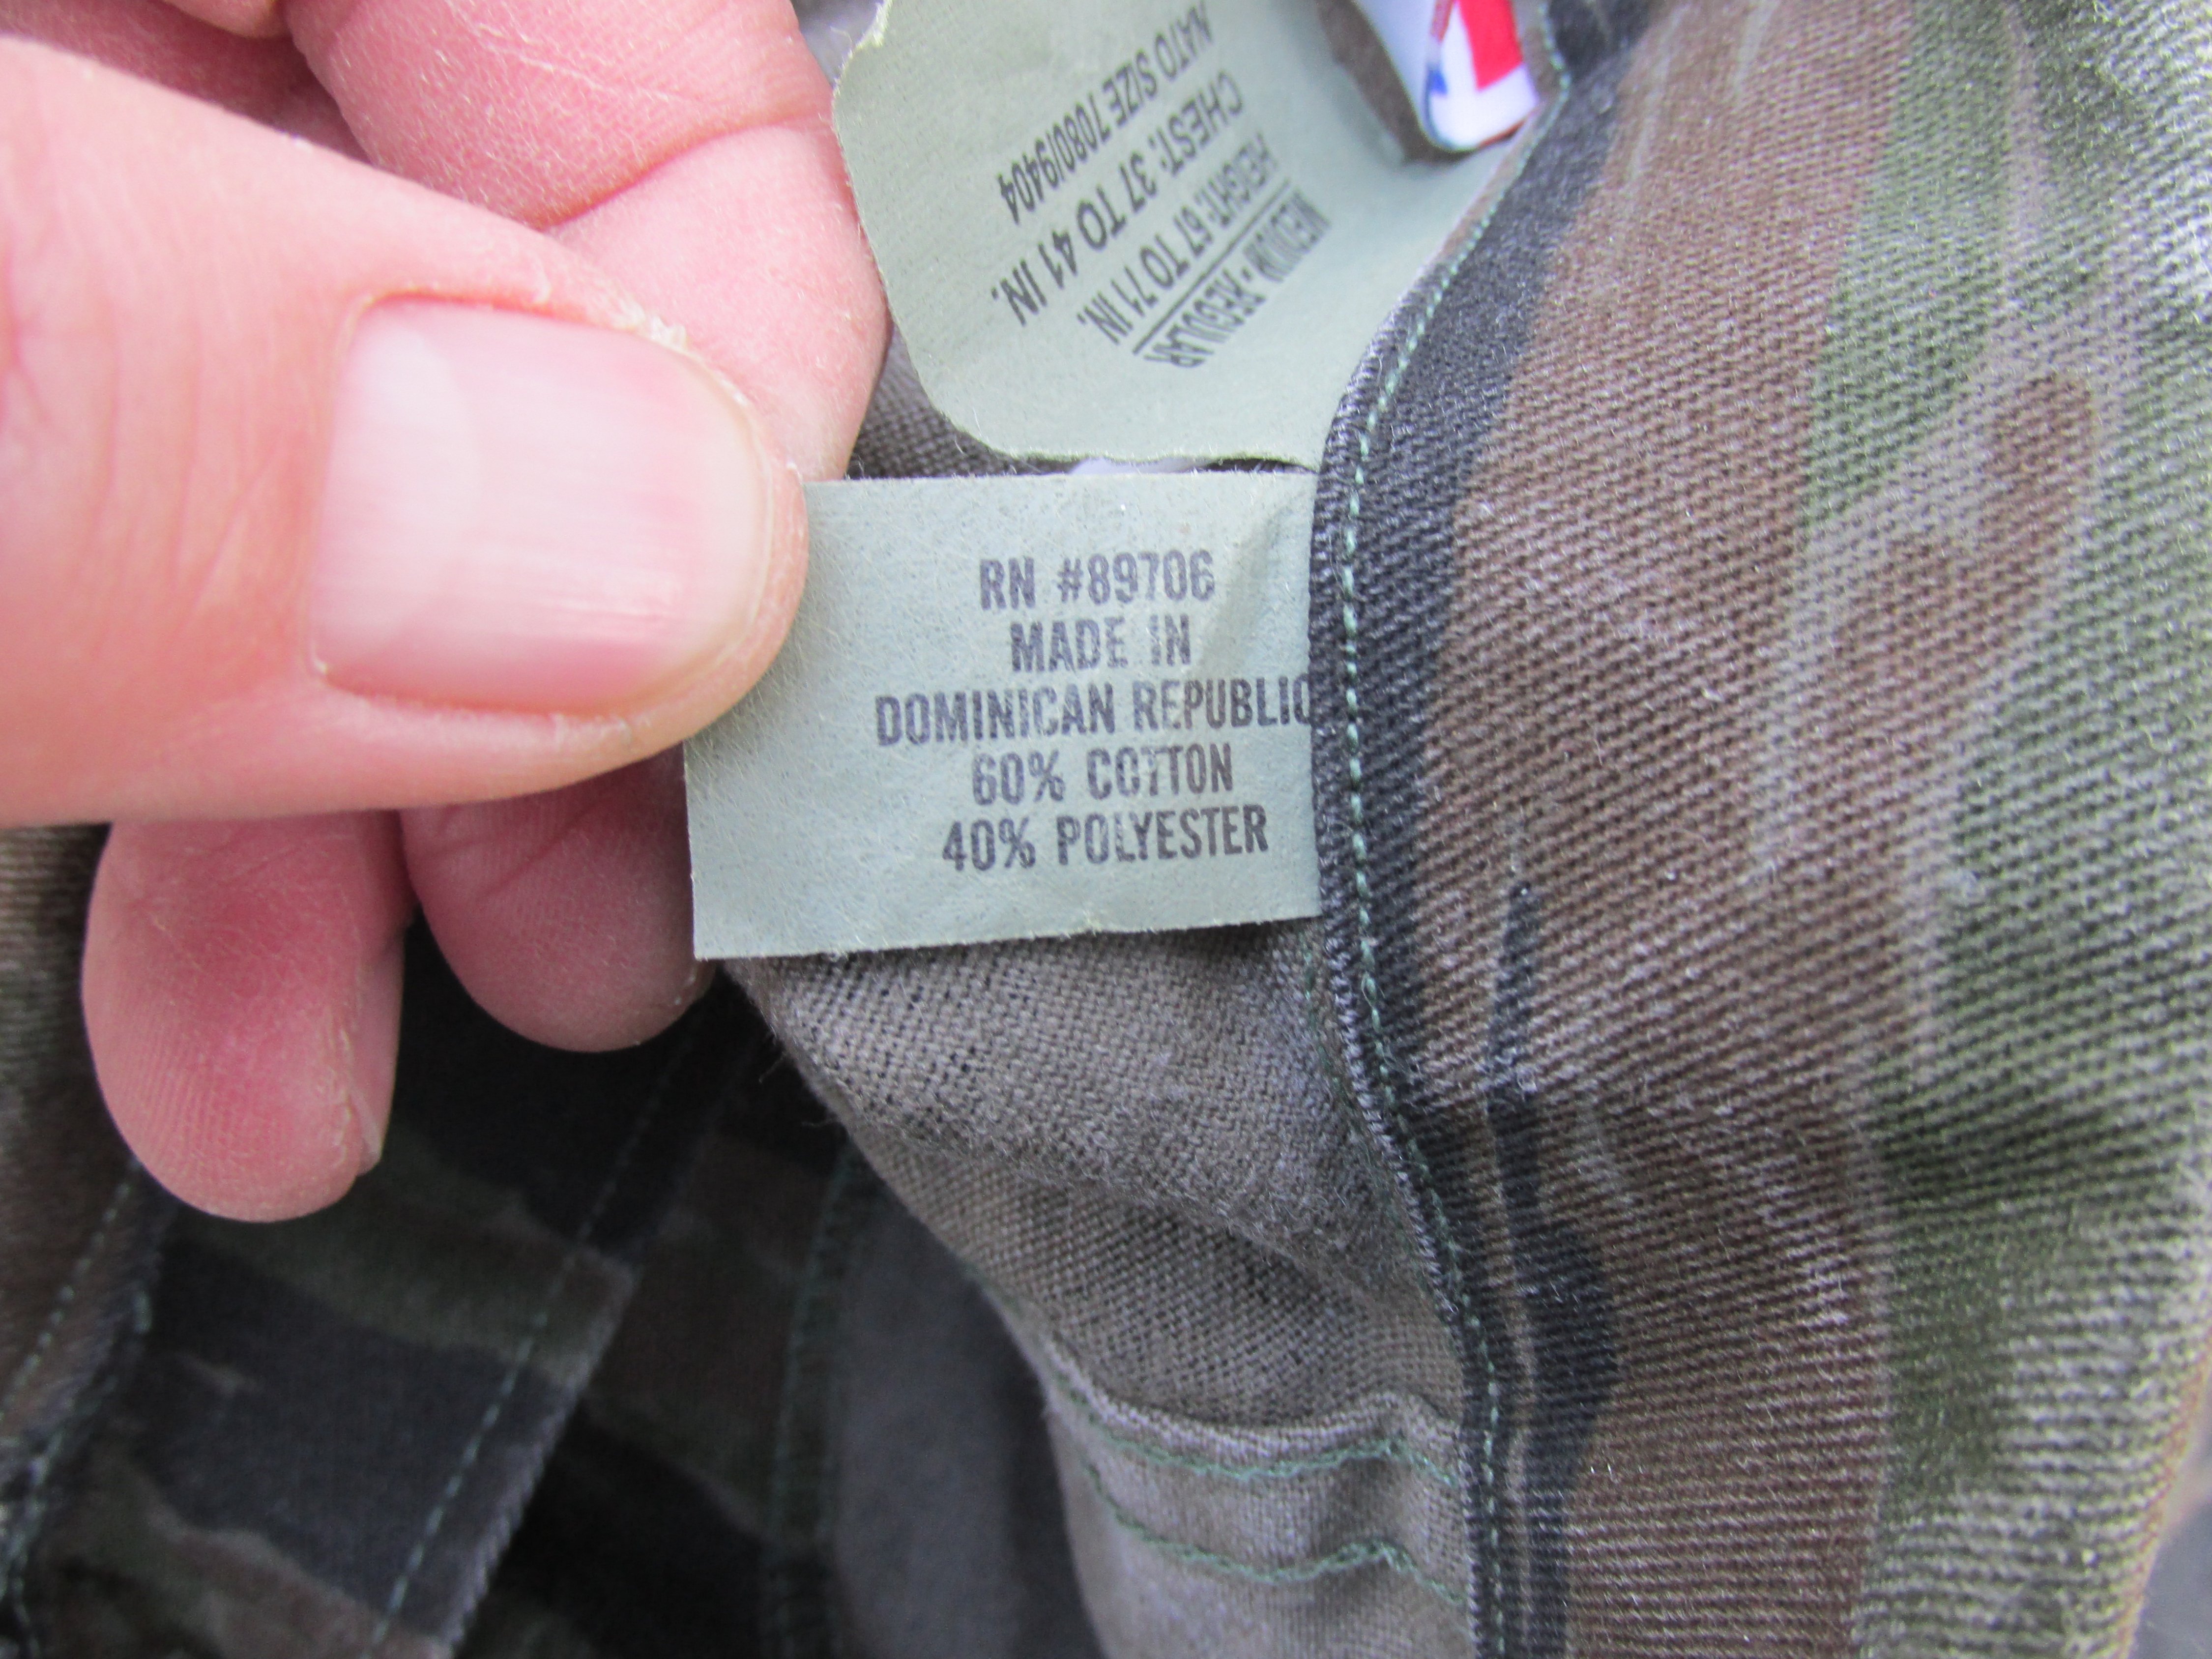 MEDIUM - REGULAR
HEIGHT: 67 TO 71 IN.
CHEST: 37 TO 41 IN.
NATO SIZE 7080/9404
RN #89706
MADE IN
DOMINICAN REPUBLIC
60% COTTON
40% POLYESTER